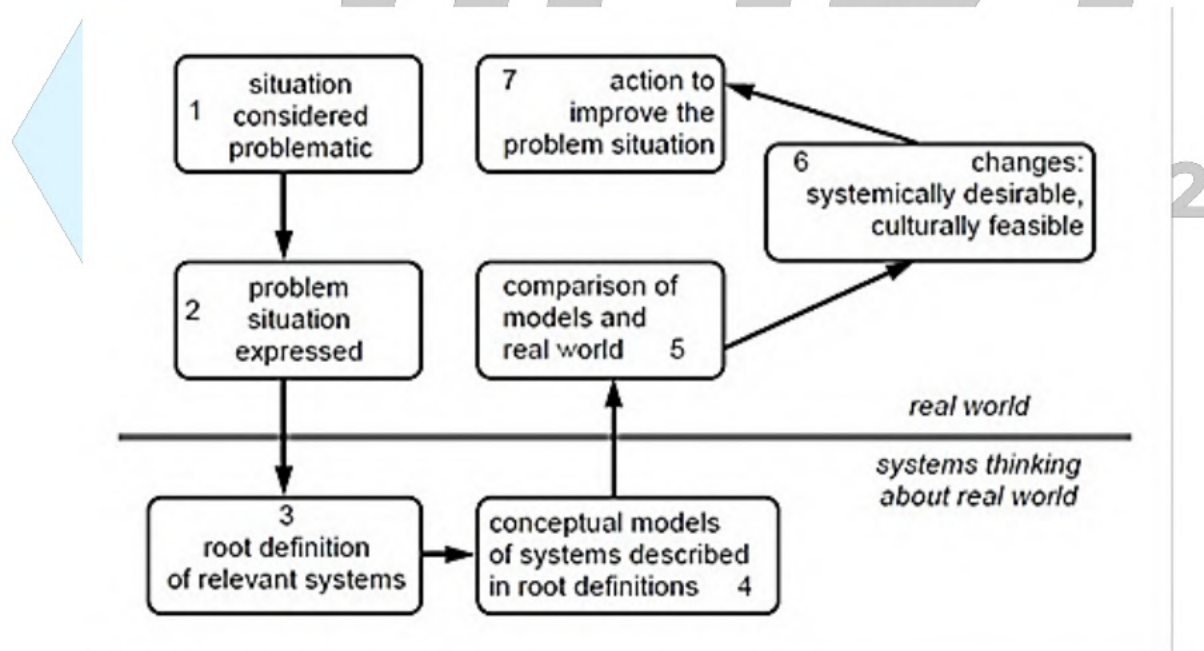 1
situation
considered
problematic
2
problem
situation
expressed
3
root definition
of relevant systems
conceptual models
of systems described
in root definitions 4
comparison of
models and
real world 5
6 changes:
systemically desirable,
culturally feasible
7 action to
improve the
problem situation
real world
systems thinking
about real world
2